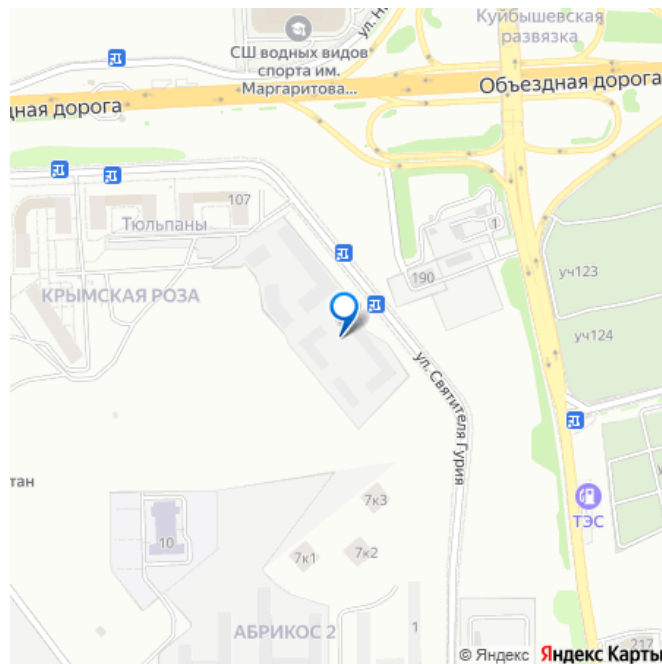 ул. Н
Куйбышевская
развязка
СШ водных видов
спорта им.
Маргаритова...
Объездная дорога
дная дорога
107
Тюльпаны
1
190
уч123
КРЫМСКАЯ РОЗА
уч124
ул. Святителя Гурия
тан
7к3
ТЭС
10
7к1
7к2
АБРИКОС 2
1
217
© Яндекс Яндекс Карты